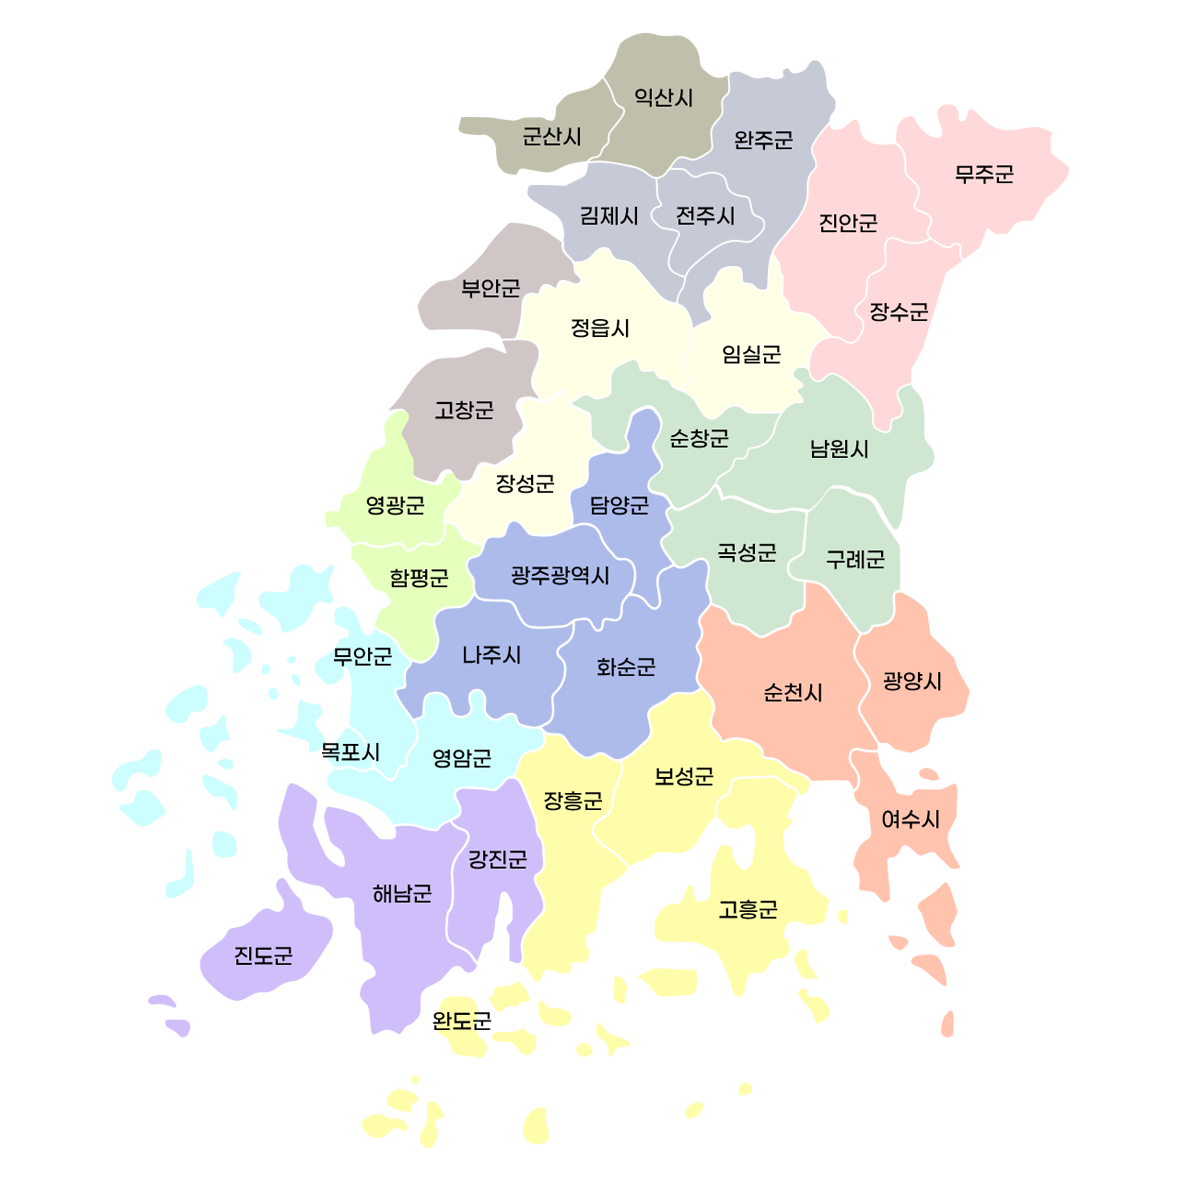 익산시
군산시
완주군
무주군
김제시
전주시
진안군
부안군
장수군
정읍시
임실군
고창군
순창군
남원시
장성군
영광군
담양군
곡성군
구례군
함평군
광주광역시
무안군
나주시
화순군
광양시
순천시
목포시
영암군
보성군
장흥군
여수시
강진군
해남군
고흥군
진도군
완도군